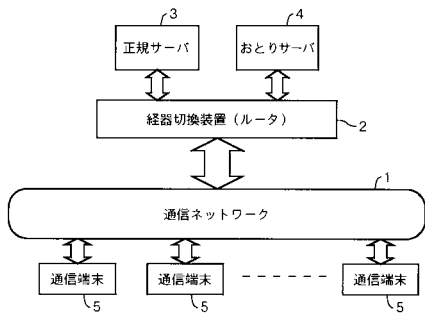 3
4
正規サーバ
おとりサーバ
経器切換装置(ルータ)
2
1
通信ネットワーク
通信端末
通信端末
通信端末
5
5
5